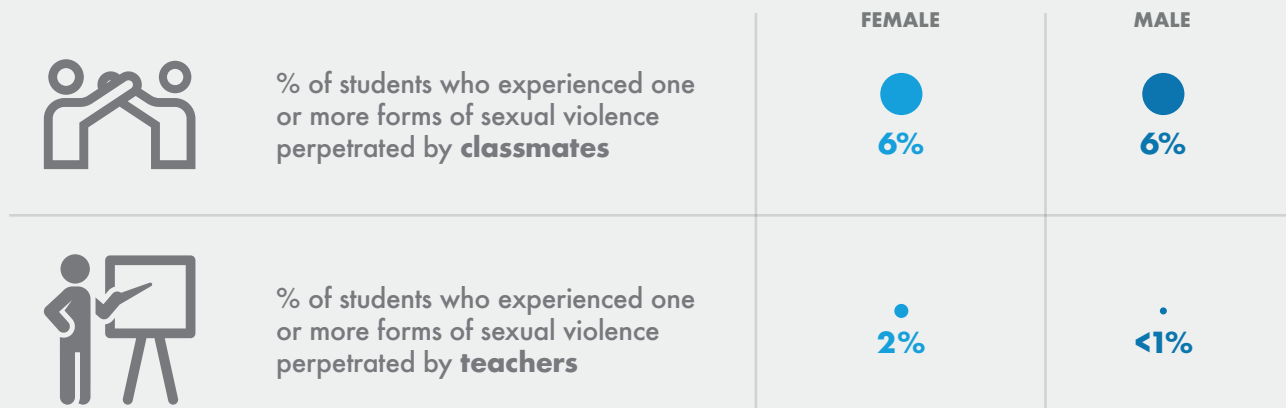 FEMALE
MALE
% of students who experienced one
or more forms of sexual violence
perpetrated by classmates
6%
6%
% of students who experienced one
or more forms of sexual violence
perpetrated by teachers
2%
<1%